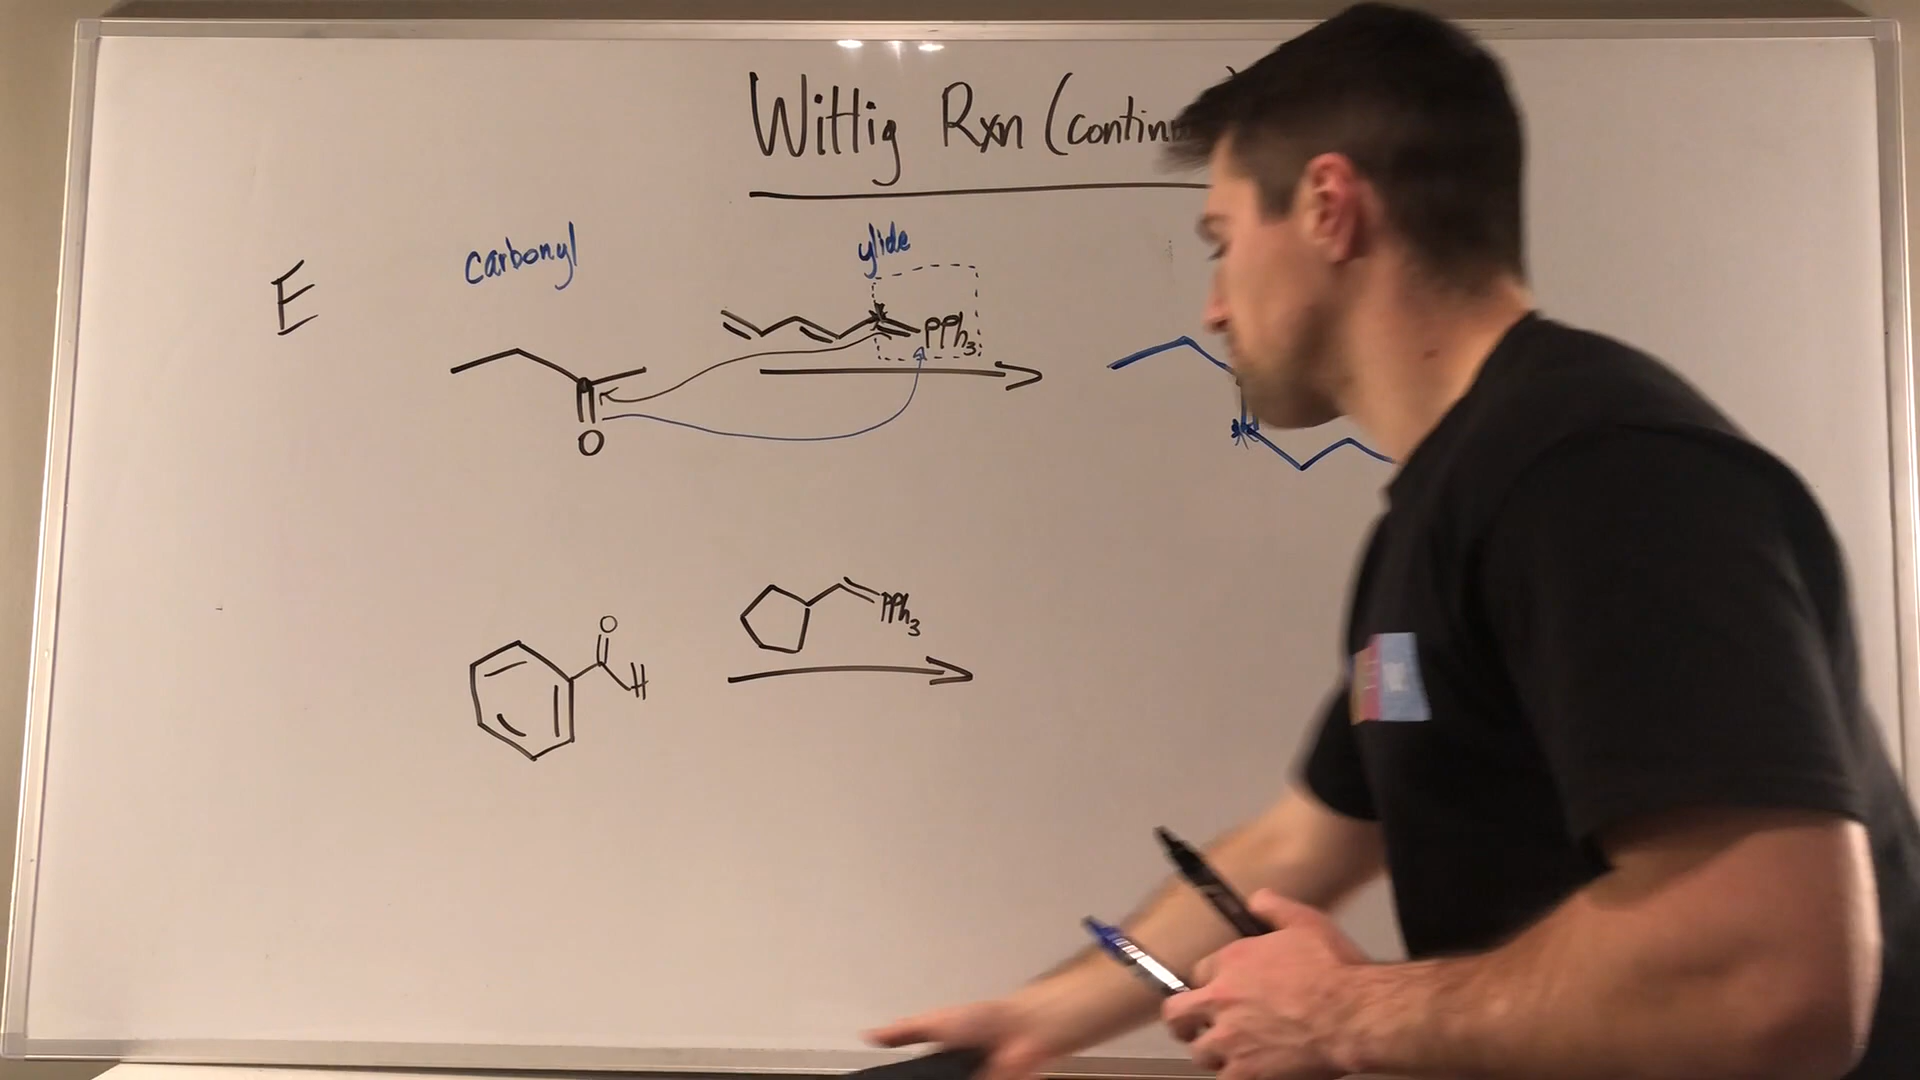 Wittig Rxn (contin
carbonyl
ylide
E
PPh3
O
O
PPh3
H